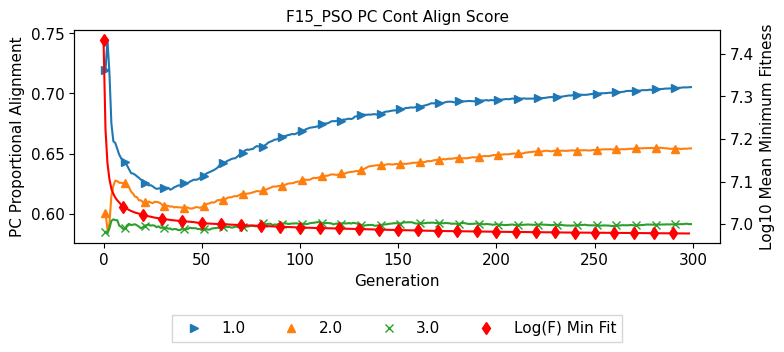 F15_PSO PC Cont Align Score
PC Proportional Alignment
0.75
0.70
0.65
0.60
7.4
7.3
7.2
7.1
7.0
Log10 Mean Minimum Fitness
0 50 100 150 200 250 300
Generation
1.0 2.0 3.0 Log(F) Min Fit